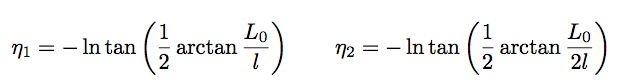 η₁ = − ln tan (1/2 arctan L₀/l) η₂ = − ln tan (1/2 arctan L₀/2l)